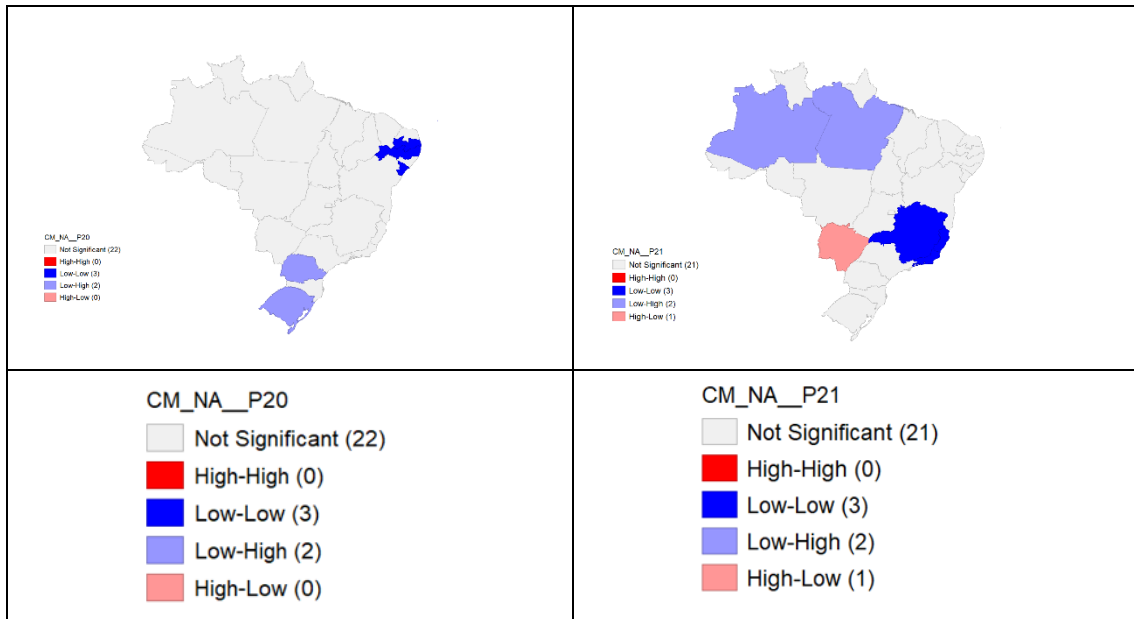 CM_NA__P20
Not Significant (22)
High-High (0)
Low-Low (3)
Low-High (2)
High-Low (0)
CM_NA__P21
Not Significant (21)
High-High (0)
Low-Low (3)
Low-High (2)
High-Low (1)
CM_NA__P20
Not Significant (22)
High-High (0)
Low-Low (3)
Low-High (2)
High-Low (0)
CM_NA__P21
Not Significant (21)
High-High (0)
Low-Low (3)
Low-High (2)
High-Low (1)